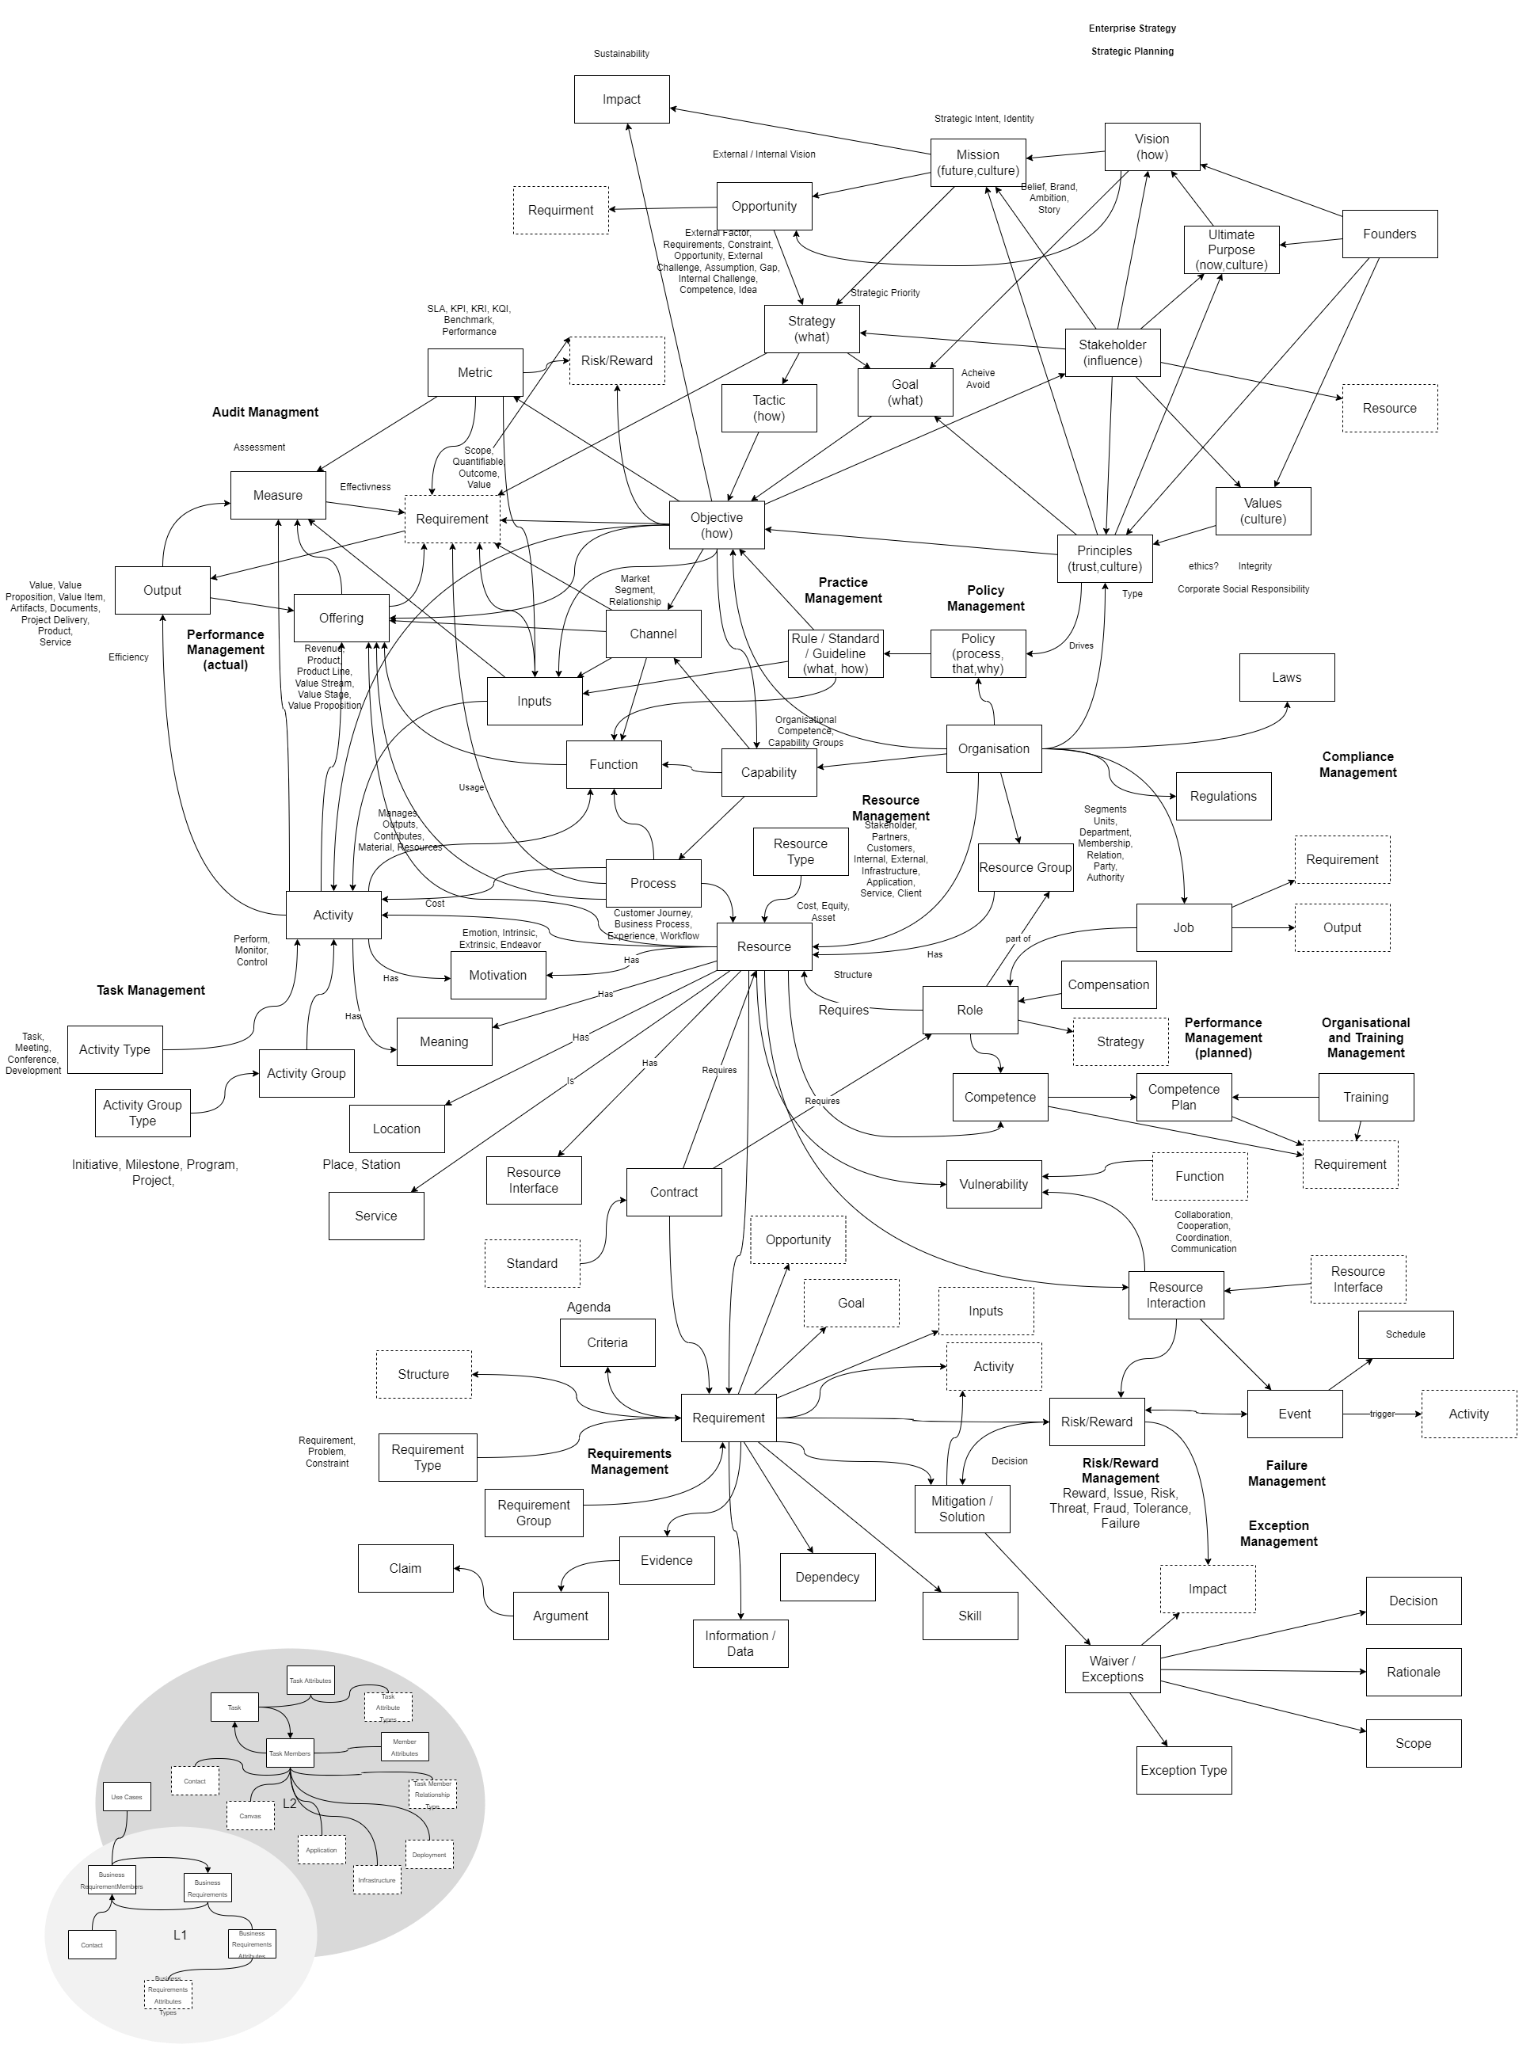 Enterprise Strategy
Strategic Planning
Sustainability
Impact
Strategic Intent, Identity
Mission
(future,culture)
Vision
(how)
External / Internal Vision
Requirment
Opportunity
Belief, Brand,
Ambition,
Story
Ultimate
Purpose
(now,culture)
Founders
External Factor,
Requirements, Constraint,
Opportunity, External
Challenge, Assumption, Gap,
Internal Challenge,
Competence, Idea
Strategic Priority
SLA, KPI, KRI, KQI,
Benchmark,
Performance
Strategy
(what)
Stakeholder
(influence)
Metric
Risk/Reward
Tactic
(how)
Goal
(what)
Acheive
Avoid
Resource
Audit Managment
Assessment
Scope,
Quantifiable,
Outcome,
Value
Measure
Effectivness
Requirement
Objective
(how)
Values
(culture)
Principles
(trust,culture)
ethics?
Integrity
Corporate Social Responsibility
Type
Value, Value
Proposition, Value Item,
Artifacts, Documents,
Project Delivery,
Product,
Service
Output
Offering
Market
Segment,
Relationship
Channel
Practice
Management
Policy
Management
Performance
Management
(actual)
Efficiency
Revenue,
Product,
Product Line,
Value Stream,
Value Stage,
Value Proposition
Rule / Standard
/ Guideline
(what, how)
Policy
(process,
that,why)
Drives
Laws
Inputs
Organisational
Competence,
Capability Groups
Organisation
Function
Capability
Compliance
Management
Regulations
Usage
Manages,
Outputs,
Contributes,
Material, Resources
Resource
Management
Stakeholder,
Partners,
Customers,
Internal, External,
Infrastructure,
Application,
Service, Client
Segments
Units,
Department,
Membership,
Relation,
Party,
Authority
Resource
Type
Resource Group
Requirement
Process
Cost
Activity
Customer Journey,
Business Process,
Experience, Workflow
Cost, Equity,
Asset
Job
Output
Perform,
Monitor,
Control
Emotion, Intrinsic,
Extrinsic, Endeavor
Resource
part of
Has
Has
Has
Motivation
Structure
Task Management
Has
Requires
Role
Compensation
Has
Task,
Meeting,
Conference,
Development
Activity Type
Meaning
Has
Strategy
Performance
Management
(planned)
Organisational
and Training
Management
Activity Group
Has
Requires
Is
Activity Group
Type
Requires
Competence
Competence
Plan
Training
Location
Initiative, Milestone, Program,
Project,
Place, Station
Resource
Interface
Contract
Vulnerability
Function
Requirement
Service
Collaboration,
Cooperation,
Coordination,
Communication
Standard
Opportunity
Resource
Interaction
Resource
Interface
Agenda
Goal
Inputs
Criteria
Schedule
Structure
Activity
Requirement
Risk/Reward
Event
trigger
Activity
Requirement,
Problem,
Constraint
Requirement
Type
Requirements
Management
Decision
Risk/Reward
Management
Reward, Issue, Risk,
Threat, Fraud, Tolerance,
Failure
Failure
Management
Requirement
Group
Mitigation /
Solution
Exception
Management
Claim
Evidence
Dependecy
Impact
Decision
Argument
Information /
Data
Skill
Waiver /
Exceptions
Rationale
Scope
Exception Type
Task Attributes
Task
Task
Attribute
Types
Task Members
Member
Attributes
Contact
Task Member
Relationship
Type
Use Cases
Canvas
L2
Application
Deployment
Infrastructure
Business
RequirementMembers
Business
Requirements
Contact
L1
Business
Requirements
Attributes
Business
Requirements
Attributes
Types